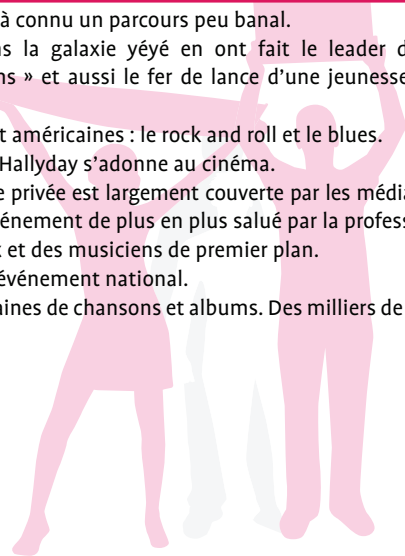 à connu un parcours peu banal.
ns la galaxie yéyé en ont fait le leader d
ns » et aussi le fer de lance d'une jeunesse
t américaines : le rock and roll et le blues.
Hallyday s'adonne au cinéma.
e privée est largement couverte par les média
énement de plus en plus salué par la profess
x et des musiciens de premier plan.
événement national.
aines de chansons et albums. Des milliers de